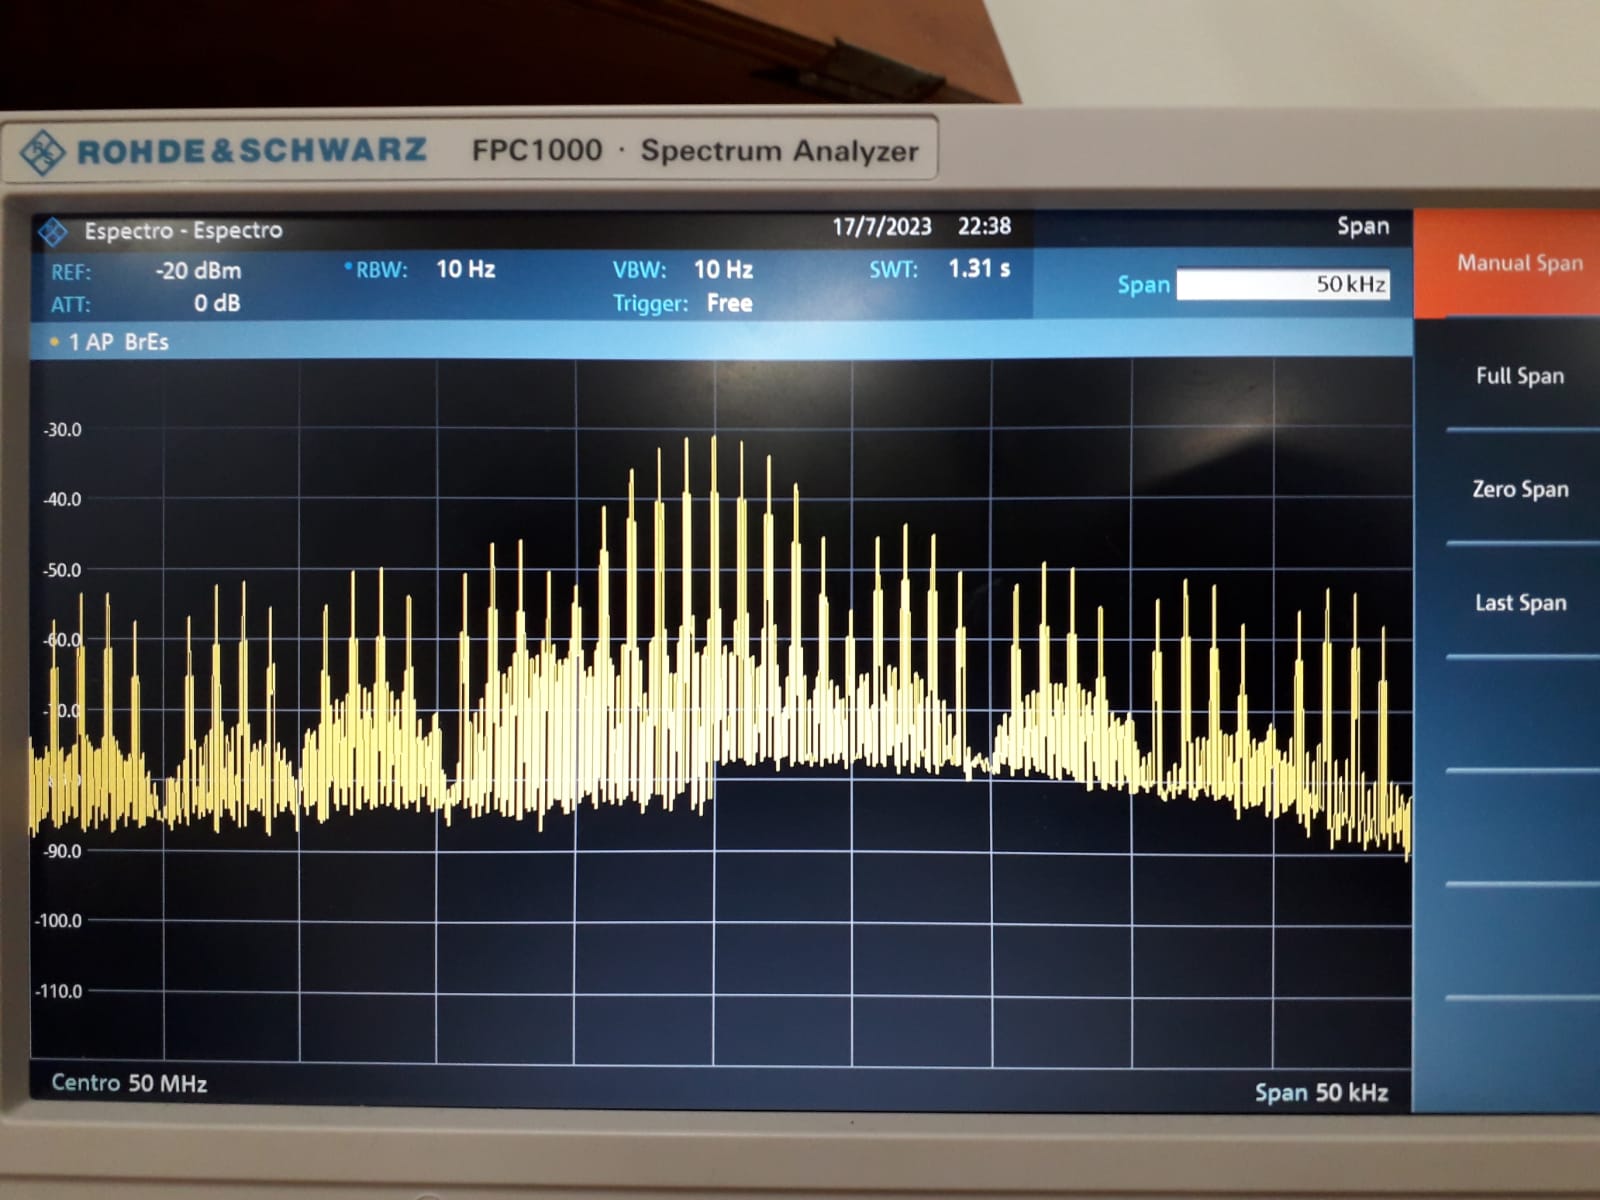 ROHDE&SCHWARZ FPC1000 · Spectrum Analyzer
Espectro - Espectro 17/7/2023 22:38 Span
REF: -20 dBm •RBW: 10 Hz VBW: 10 Hz SWT: 1.31 s
ATT: 0 dB Trigger: Free
Span 50 kHz
• 1 AP BrEs
Manual Span
Full Span
Zero Span
Last Span
-30.0
-40.0
-50.0
-60.0
-70.0
-90.0
-100.0
-110.0
Centro 50 MHz Span 50 kHz